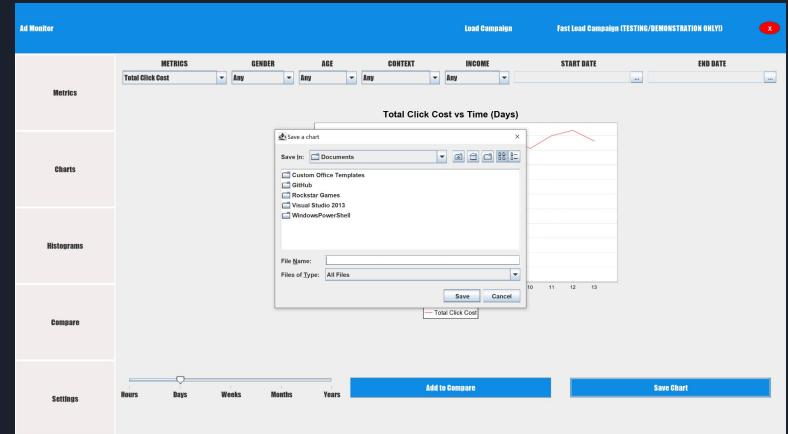 Ad Monitor
Load Campaign
Fast Load Campaign (TESTING/DEMONSTRATION ONLY!)
X
METRICS GENDER AGE CONTEXT INCOME START DATE END DATE
Total Click Cost Any Any Any Any ... ...
Metrics
Charts
Histograms
Compare
Settings
Total Click Cost vs Time (Days)
Save a chart
Save In: Documents
Custom Office Templates
GitHub
Rockstar Games
Visual Studio 2013
WindowsPowerShell
File Name:
Files of Type: All Files
Save Cancel
10 11 12 13
Total Click Cost
Hours Days Weeks Months Years
Add to Compare
Save Chart